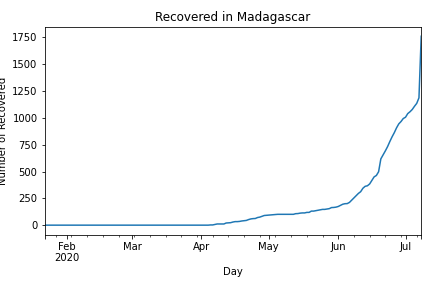 Recovered in Madagascar
Number of Recovered
1750
1500
1250
1000
750
500
250
0
Feb
2020
Mar
Apr
May
Jun
Jul
Day